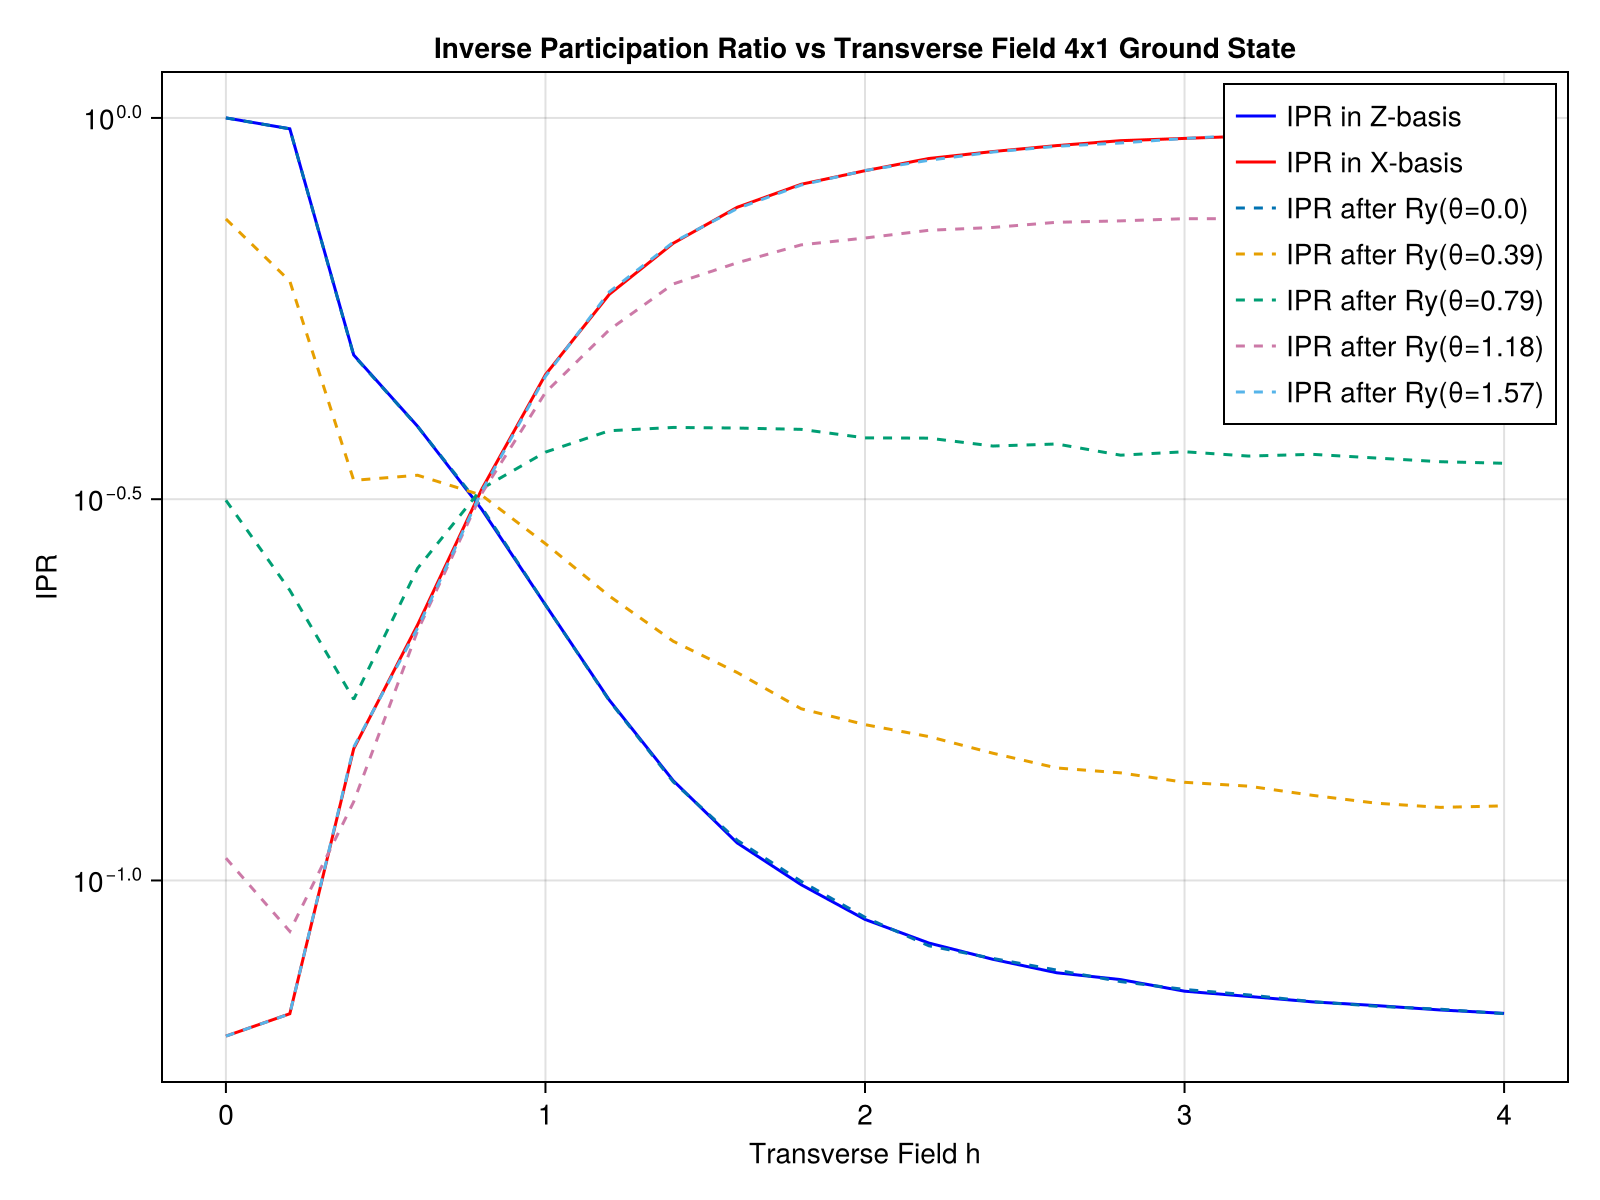 Inverse Participation Ratio vs Transverse Field 4x1 Ground State
IPR in Z-basis
IPR in X-basis
IPR after Ry(θ=0.0)
IPR after Ry(θ=0.39)
IPR after Ry(θ=0.79)
IPR after Ry(θ=1.18)
IPR after Ry(θ=1.57)
10^0.0
10^−0.5
10^−1.0
IPR
0 1 2 3 4
Transverse Field h